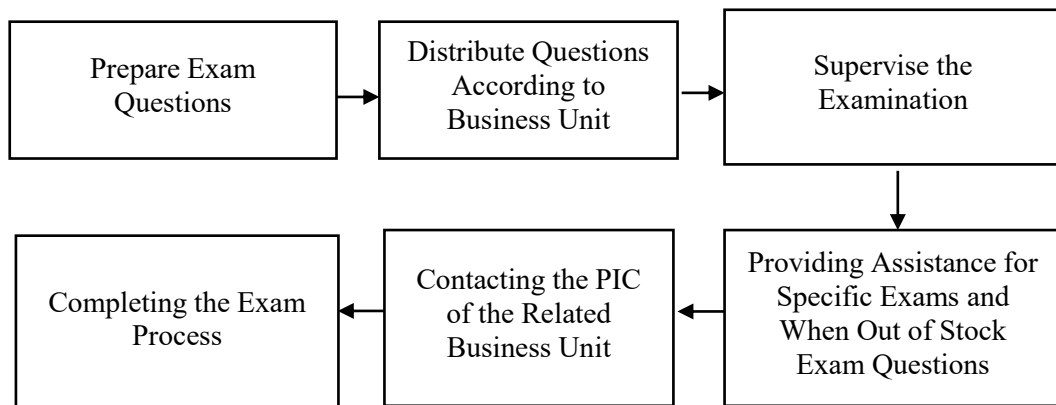 Prepare Exam
Questions
Distribute Questions
According to
Business Unit
Supervise the
Examination
Providing Assistance for
Specific Exams and
When Out of Stock
Exam Questions
Contacting the PIC
of the Related
Business Unit
Completing the Exam
Process